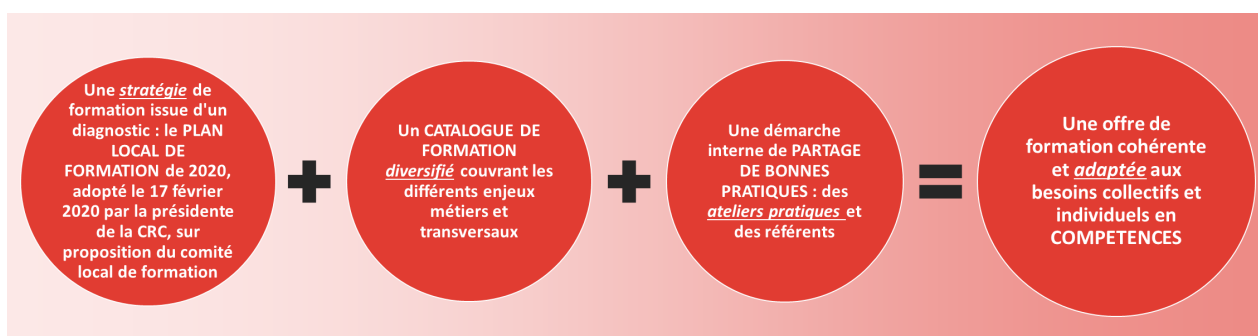 Une stratégie de
formation issue d'un
diagnostic : le PLAN
LOCAL DE
FORMATION de 2020,
adopté le 17 février
2020 par la présidente
de la CRC, sur
proposition du comité
local de formation
+
Un CATALOGUE DE
FORMATION
diversifié couvrant les
différents enjeux
métiers et
transversaux
+
Une démarche
interne de PARTAGE
DE BONNES
PRATIQUES : des
ateliers pratiques et
des référents
=
Une offre de
formation cohérente
et adaptée aux
besoins collectifs et
individuels en
COMPETENCES